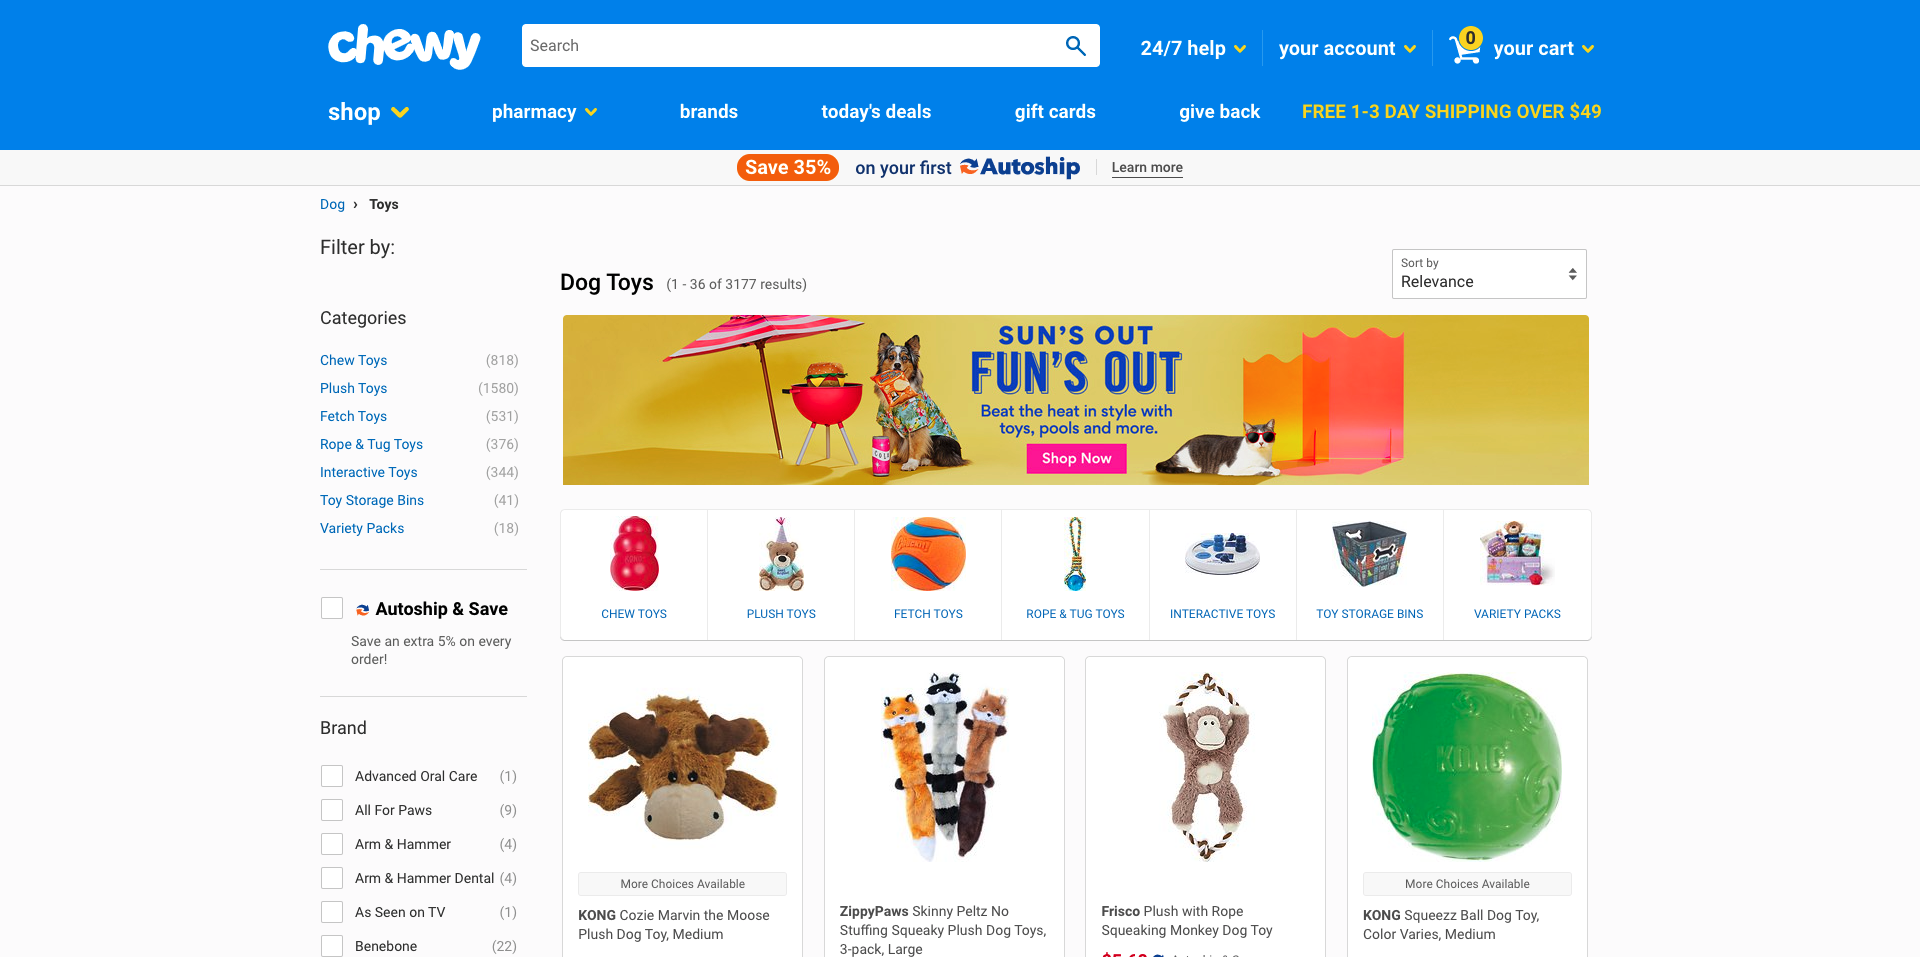 chewy
Search
24/7 help
your account
0
your cart
shop
pharmacy
brands
today's deals
gift cards
give back
FREE 1-3 DAY SHIPPING OVER $49
Save 35% on your first Autoship
Learn more
Dog › Toys
Filter by:
Categories
Chew Toys (818)
Plush Toys (1580)
Fetch Toys (531)
Rope & Tug Toys (376)
Interactive Toys (344)
Toy Storage Bins (41)
Variety Packs (18)
Autoship & Save
Save an extra 5% on every
order!
Brand
Advanced Oral Care (1)
All For Paws (9)
Arm & Hammer (4)
Arm & Hammer Dental (4)
As Seen on TV (1)
Benebone (22)
Dog Toys (1 - 36 of 3177 results)
Sort by
Relevance
SUN'S OUT
FUN'S OUT
Beat the heat in style with
toys, pools and more.
Shop Now
CHEW TOYS
PLUSH TOYS
FETCH TOYS
ROPE & TUG TOYS
INTERACTIVE TOYS
TOY STORAGE BINS
VARIETY PACKS
More Choices Available
KONG Cozie Marvin the Moose
Plush Dog Toy, Medium
ZippyPaws Skinny Peltz No
Stuffing Squeaky Plush Dog Toys,
3-pack, Large
Frisco Plush with Rope
Squeaking Monkey Dog Toy
KONG
More Choices Available
KONG Squeezz Ball Dog Toy,
Color Varies, Medium